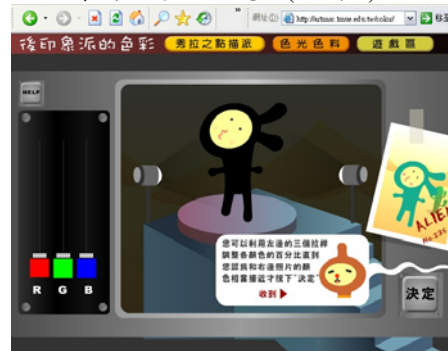 網址(D)
後印象派的色彩 秀拉之點描派 色光色料 遊戲區
HELP
ALIEN
No.235
您可以利用左邊的三個拉桿
調整各顏色的百分比直到
您認為和右邊照片的顏
色相當接近才按下"決定"
收到
決定
R G B